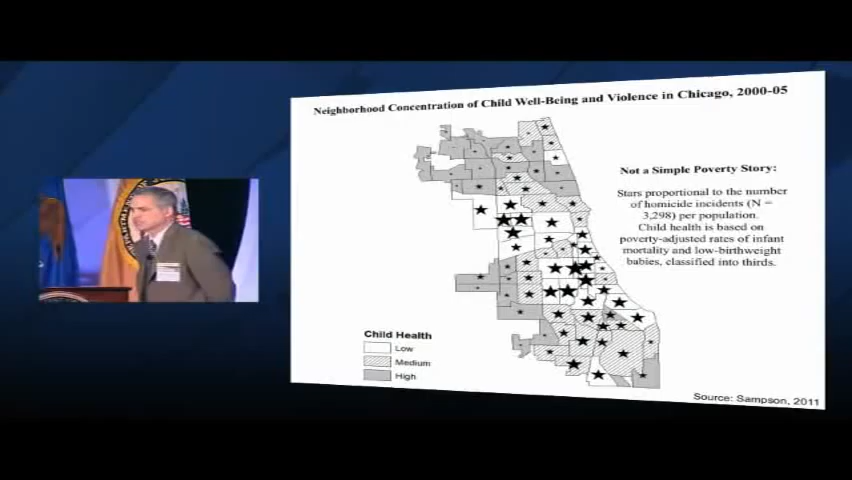 Neighborhood Concentration of Child Well-Being and Violence in Chicago, 2000-05
Not a Simple Poverty Story:
Stars proportional to the number
of homicide incidents (N =
3,298) per population.
Child health is based on
poverty-adjusted rates of infant
mortality and low-birthweight
babies, classified into thirds.
Child Health
Low
Medium
High
Source: Sampson, 2011